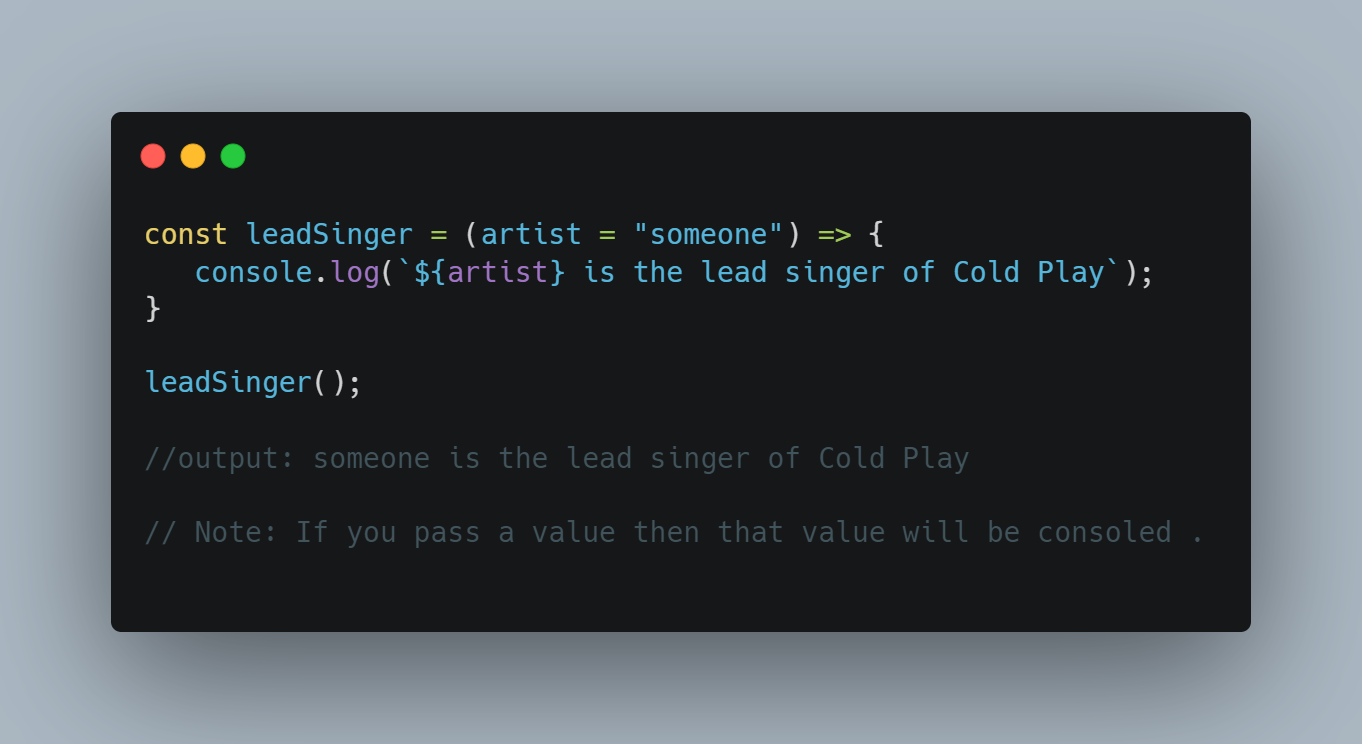 const leadSinger = (artist = "someone") => {
   console.log(`${artist} is the lead singer of Cold Play`);
}
leadSinger();
//output: someone is the lead singer of Cold Play
// Note: If you pass a value then that value will be consoled .